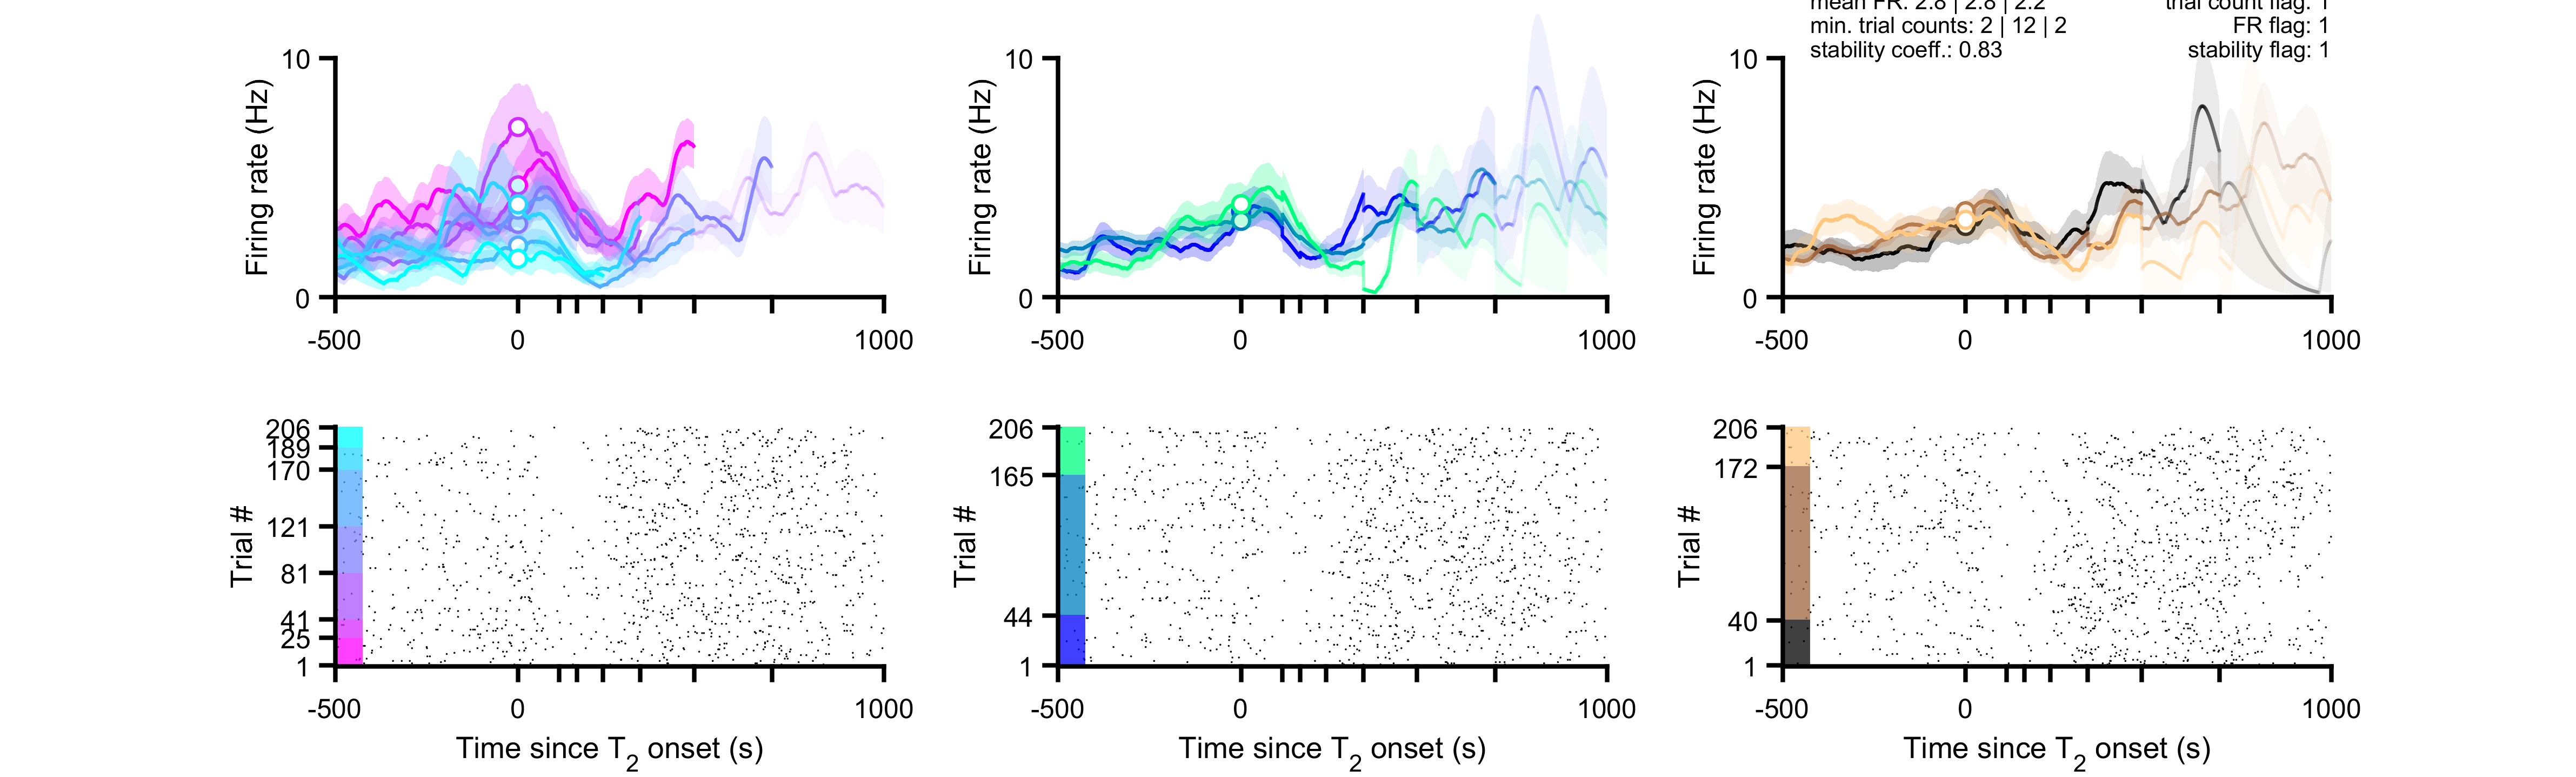 mean FR: 2.8 | 2.8 | 2.2
trial count flag: 1
min. trial counts: 2 | 12 | 2
FR flag: 1
stability coeff.: 0.83
stability flag: 1
Firing rate (Hz)
10
0
-500
0
1000
Firing rate (Hz)
10
0
-500
0
1000
Firing rate (Hz)
10
0
-500
0
1000
Trial #
206
189
170
121
81
41
25
1
-500
0
1000
Time since T2 onset (s)
Trial #
206
165
44
1
-500
0
1000
Time since T2 onset (s)
Trial #
206
172
40
1
-500
0
1000
Time since T2 onset (s)